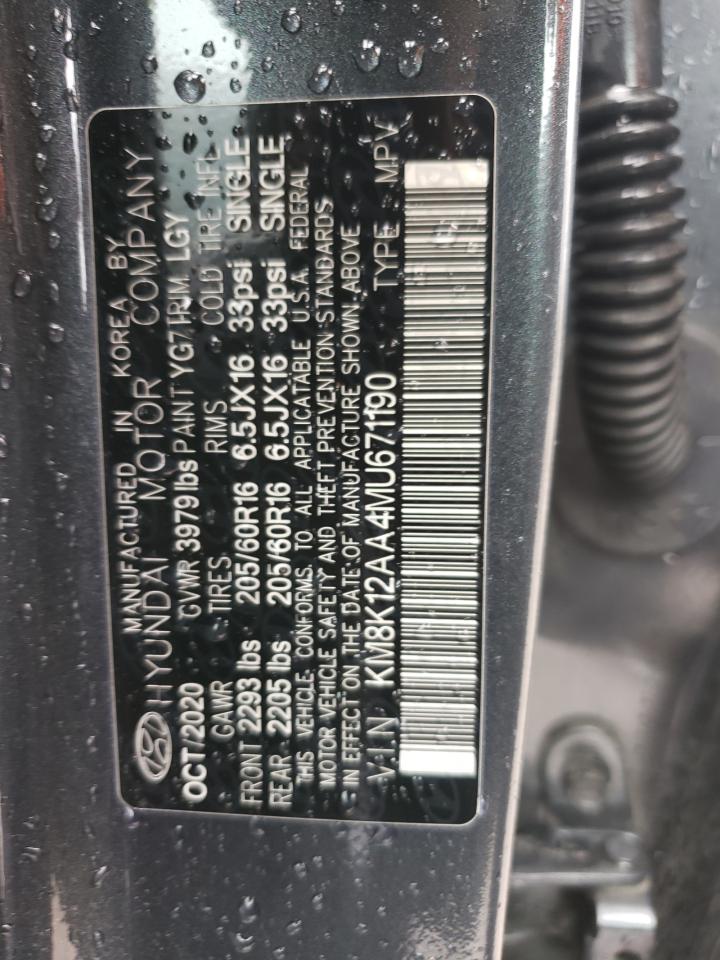 MANUFACTURED IN KOREA BY
HYUNDAI MOTOR COMPANY
OCT/2020 GVWR 3979 lbs PAINT YG7 TRIM LGY
GAWR TIRES RIMS COLD TIRE INFL
FRONT 2293 lbs 205/60R16 6.5JX16 33psi SINGLE
REAR 2205 lbs 205/60R16 6.5JX16 33psi SINGLE
THIS VEHICLE CONFORMS TO ALL APPLICATABLE U.S.A. FEDERAL
MOTOR VEHICLE SAFETY AND THEFT PREVENTION STANDARDS
IN EFFECT ON THE DATE OF MANUFACTURE SHOWN ABOVE
V.I.N KM8K12AA4MU671190 TYPE MPV